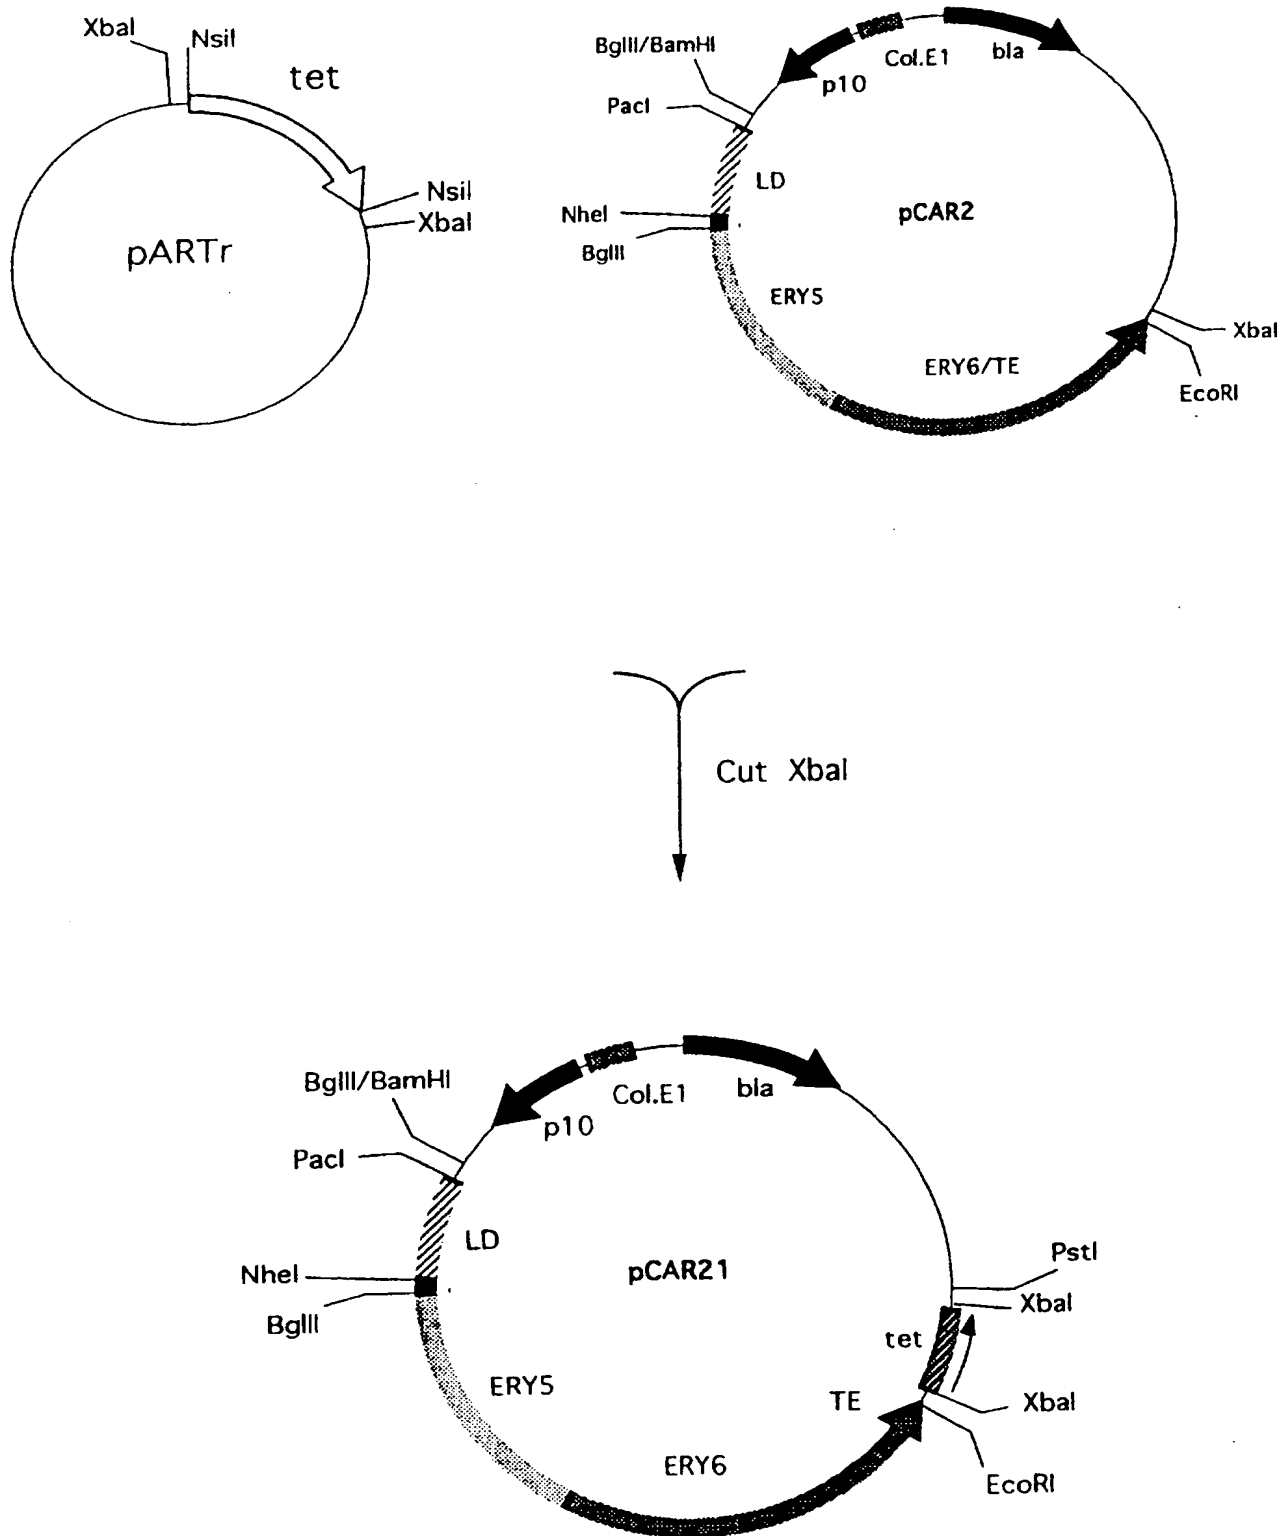 XbaI
NsiI
tet
NsiI
XbaI
pARTr
BglII/BamHI
PacI
p10
Col.E1
bla
LD
NheI
BglII
pCAR2
ERY5
ERY6/TE
XbaI
EcoRI
Cut XbaI
BglII/BamHI
PacI
p10
Col.E1
bla
LD
NheI
BglII
pCAR21
PstI
XbaI
tet
ERY5
TE
XbaI
ERY6
EcoRI